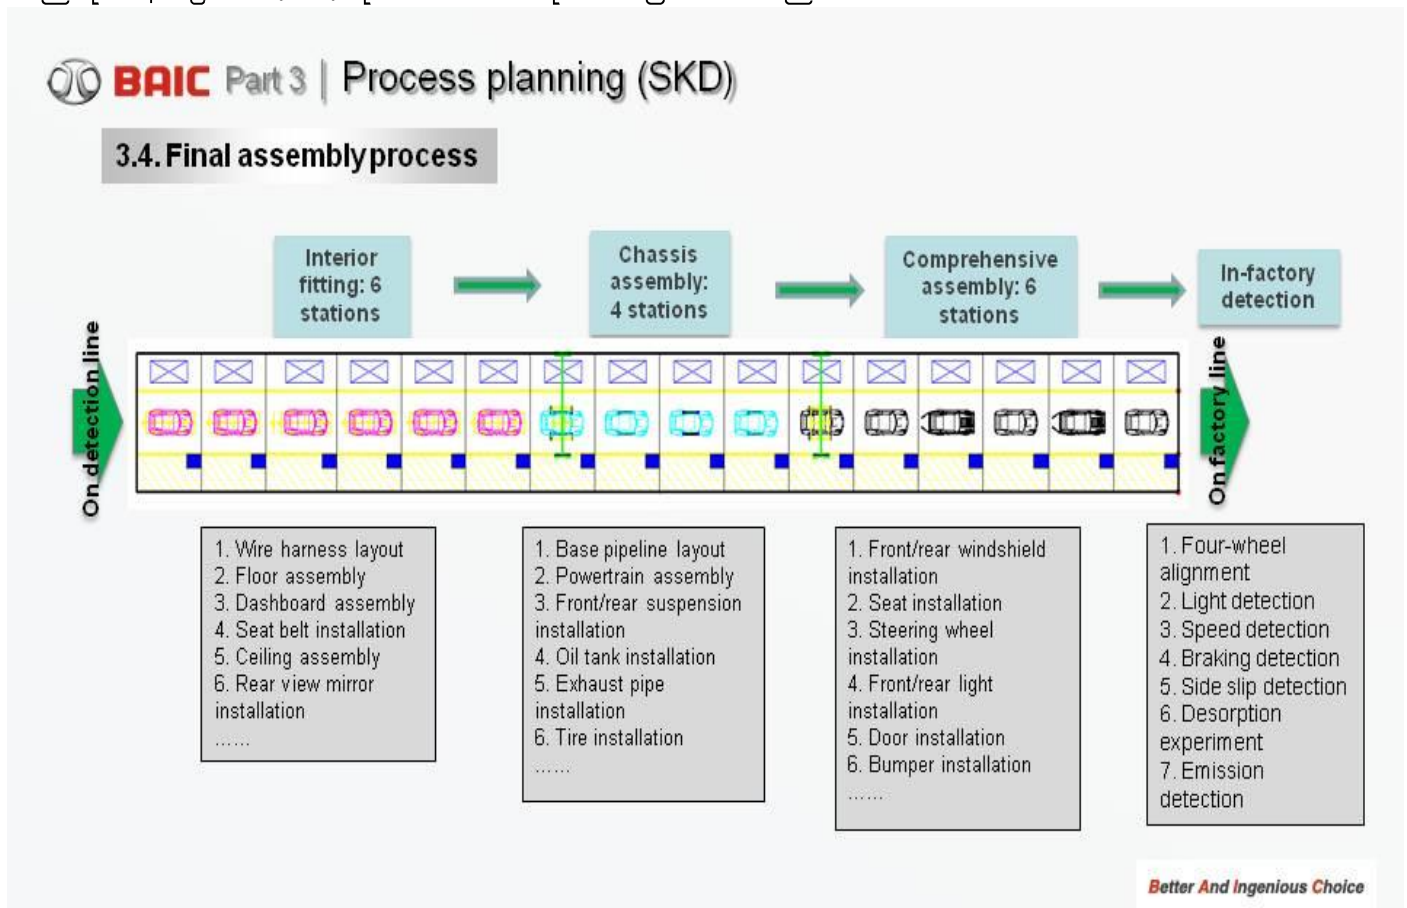 BAIC Part 3 | Process planning (SKD)
3.4. Final assembly process
Interior
fitting: 6
stations
Chassis
assembly:
4 stations
Comprehensive
assembly: 6
stations
In-factory
detection
On detection line
On factory line
1. Wire harness layout
2. Floor assembly
3. Dashboard assembly
4. Seat belt installation
5. Ceiling assembly
6. Rear view mirror
installation
......
1. Base pipeline layout
2. Powertrain assembly
3. Front/rear suspension
installation
4. Oil tank installation
5. Exhaust pipe
installation
6. Tire installation
......
1. Front/rear windshield
installation
2. Seat installation
3. Steering wheel
installation
4. Front/rear light
installation
5. Door installation
6. Bumper installation
......
1. Four-wheel
alignment
2. Light detection
3. Speed detection
4. Braking detection
5. Side slip detection
6. Desorption
experiment
7. Emission
detection
Better And Ingenious Choice